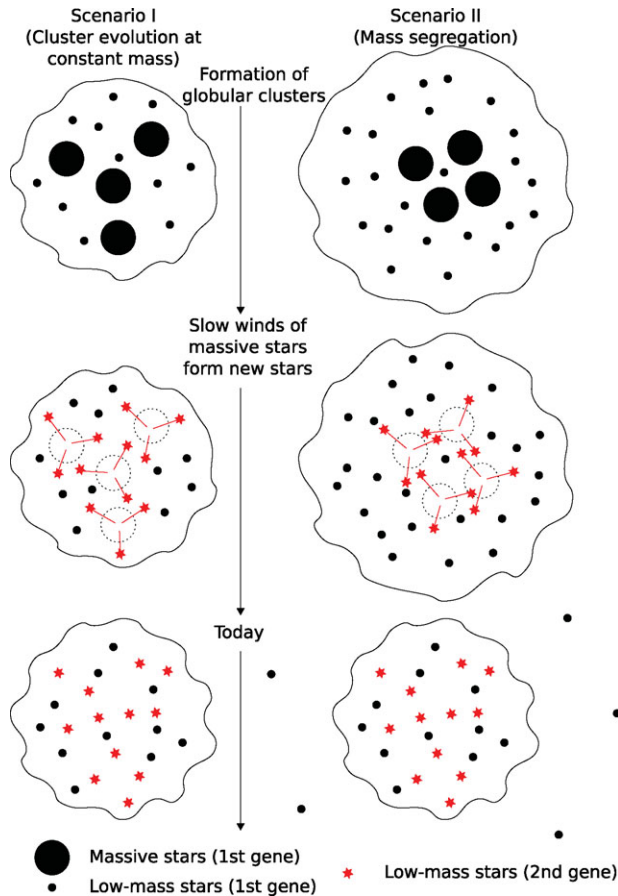 Scenario I
(Cluster evolution at
constant mass)
Scenario II
(Mass segregation)
Formation of
globular clusters
Slow winds of
massive stars
form new stars
Today
Massive stars (1st gene)
Low-mass stars (1st gene)
Low-mass stars (2nd gene)